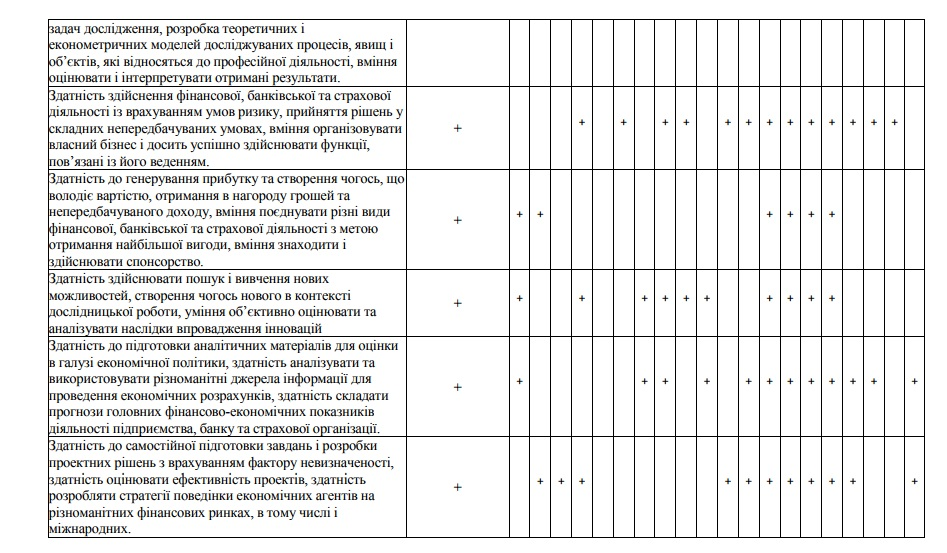 задач дослідження, розробка теоретичних і
економетричних моделей досліджуваних процесів, явищ і
об’єктів, які відносяться до професійної діяльності, вміння
оцінювати і інтерпретувати отримані результати.
Здатність здійснення фінансової, банківської та страхової
діяльності із врахуванням умов ризику, прийняття рішень у
складних непередбачуваних умовах, вміння організовувати
власний бізнес і досить успішно здійснювати функції,
пов’язані із його веденням.
+ + + + + + + + + + + + + +
Здатність до генерування прибутку та створення чогось, що
володіє вартістю, отримання в нагороду грошей та
непередбачуваного доходу, вміння поєднувати різні види
фінансової, банківської та страхової діяльності з метою
отримання найбільшої вигоди, вміння знаходити і
здійснювати спонсорство.
+ + + + + + +
Здатність здійснювати пошук і вивчення нових
можливостей, створення чогось нового в контексті
дослідницької роботи, уміння об’єктивно оцінювати та
аналізувати наслідки впровадження інновацій
+ + + + + + + + + + +
Здатність до підготовки аналітичних матеріалів для оцінки
в галузі економічної політики, здатність аналізувати та
використовувати різноманітні джерела інформації для
проведення економічних розрахунків, здатність складати
прогнози головних фінансово-економічних показників
діяльності підприємства, банку та страхової організації.
+ + + + + + + + + + + + +
Здатність до самостійної підготовки завдань і розробки
проектних рішень з врахуванням фактору невизначеності,
здатність оцінювати ефективність проектів, здатність
розробляти стратегії поведінки економічних агентів на
різноманітних фінансових ринках, в тому числі і
міжнародних.
+ + + + + + + + + + + +